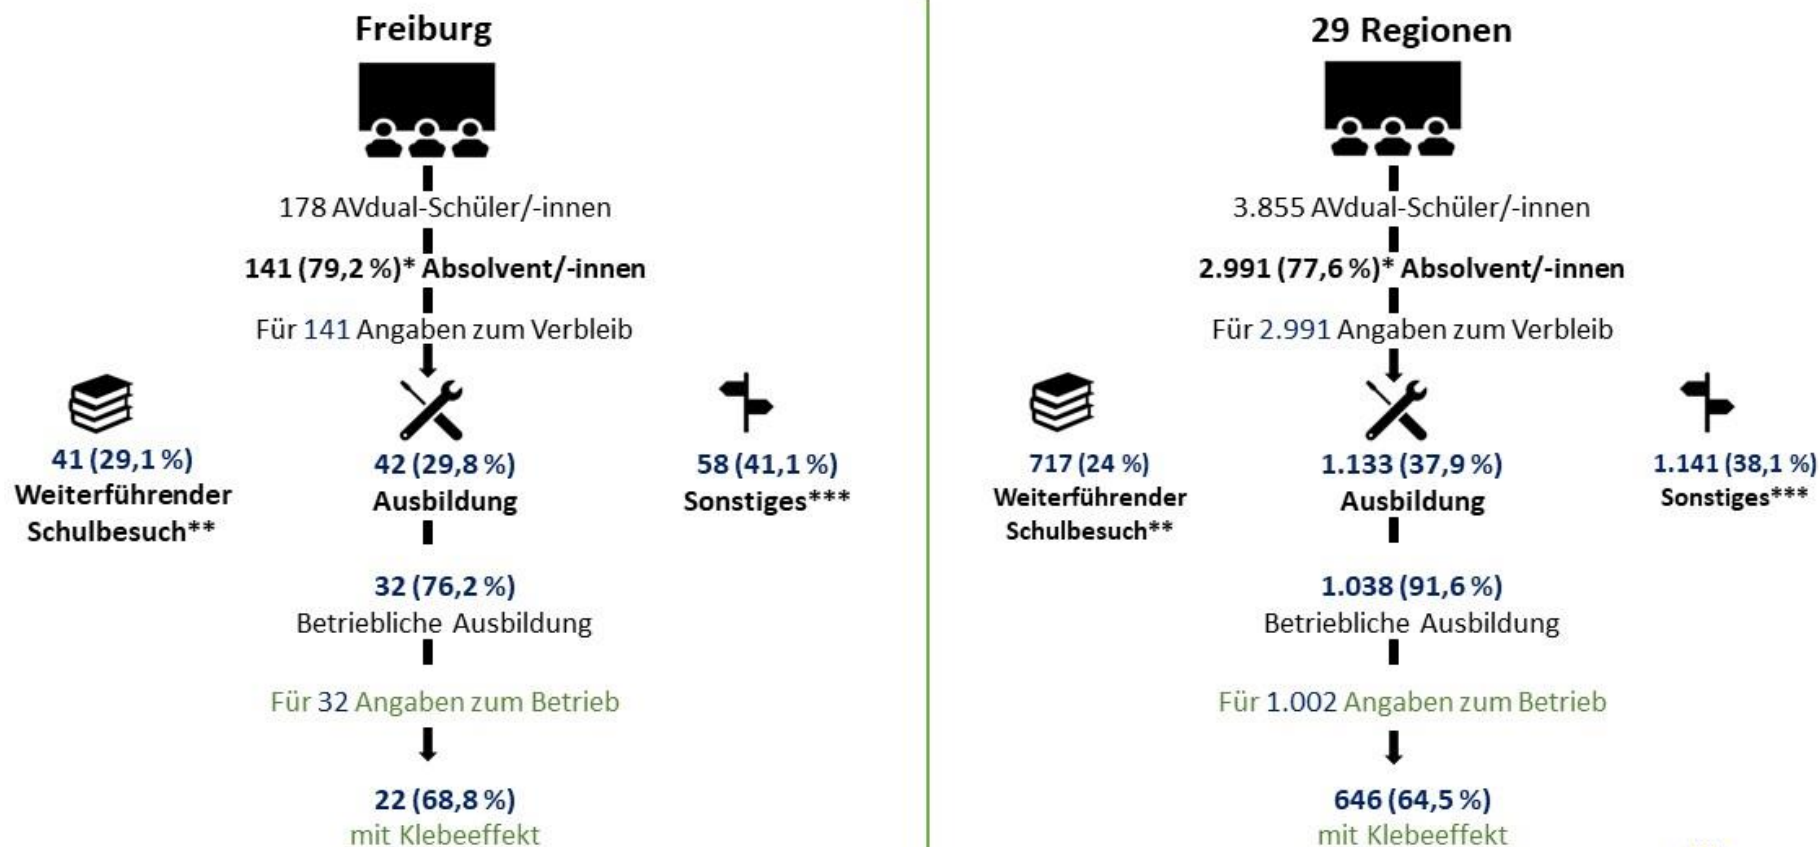 Freiburg
178 AVdual-Schüler/-innen
141 (79,2 %)* Absolvent/-innen
Für 141 Angaben zum Verbleib
41 (29,1 %)
Weiterführender
Schulbesuch**
42 (29,8 %)
Ausbildung
58 (41,1 %)
Sonstiges***
32 (76,2 %)
Betriebliche Ausbildung
Für 32 Angaben zum Betrieb
22 (68,8 %)
mit Klebeeffekt
29 Regionen
3.855 AVdual-Schüler/-innen
2.991 (77,6 %)* Absolvent/-innen
Für 2.991 Angaben zum Verbleib
717 (24 %)
Weiterführender
Schulbesuch**
1.133 (37,9 %)
Ausbildung
1.141 (38,1 %)
Sonstiges***
1.038 (91,6 %)
Betriebliche Ausbildung
Für 1.002 Angaben zum Betrieb
646 (64,5 %)
mit Klebeeffekt